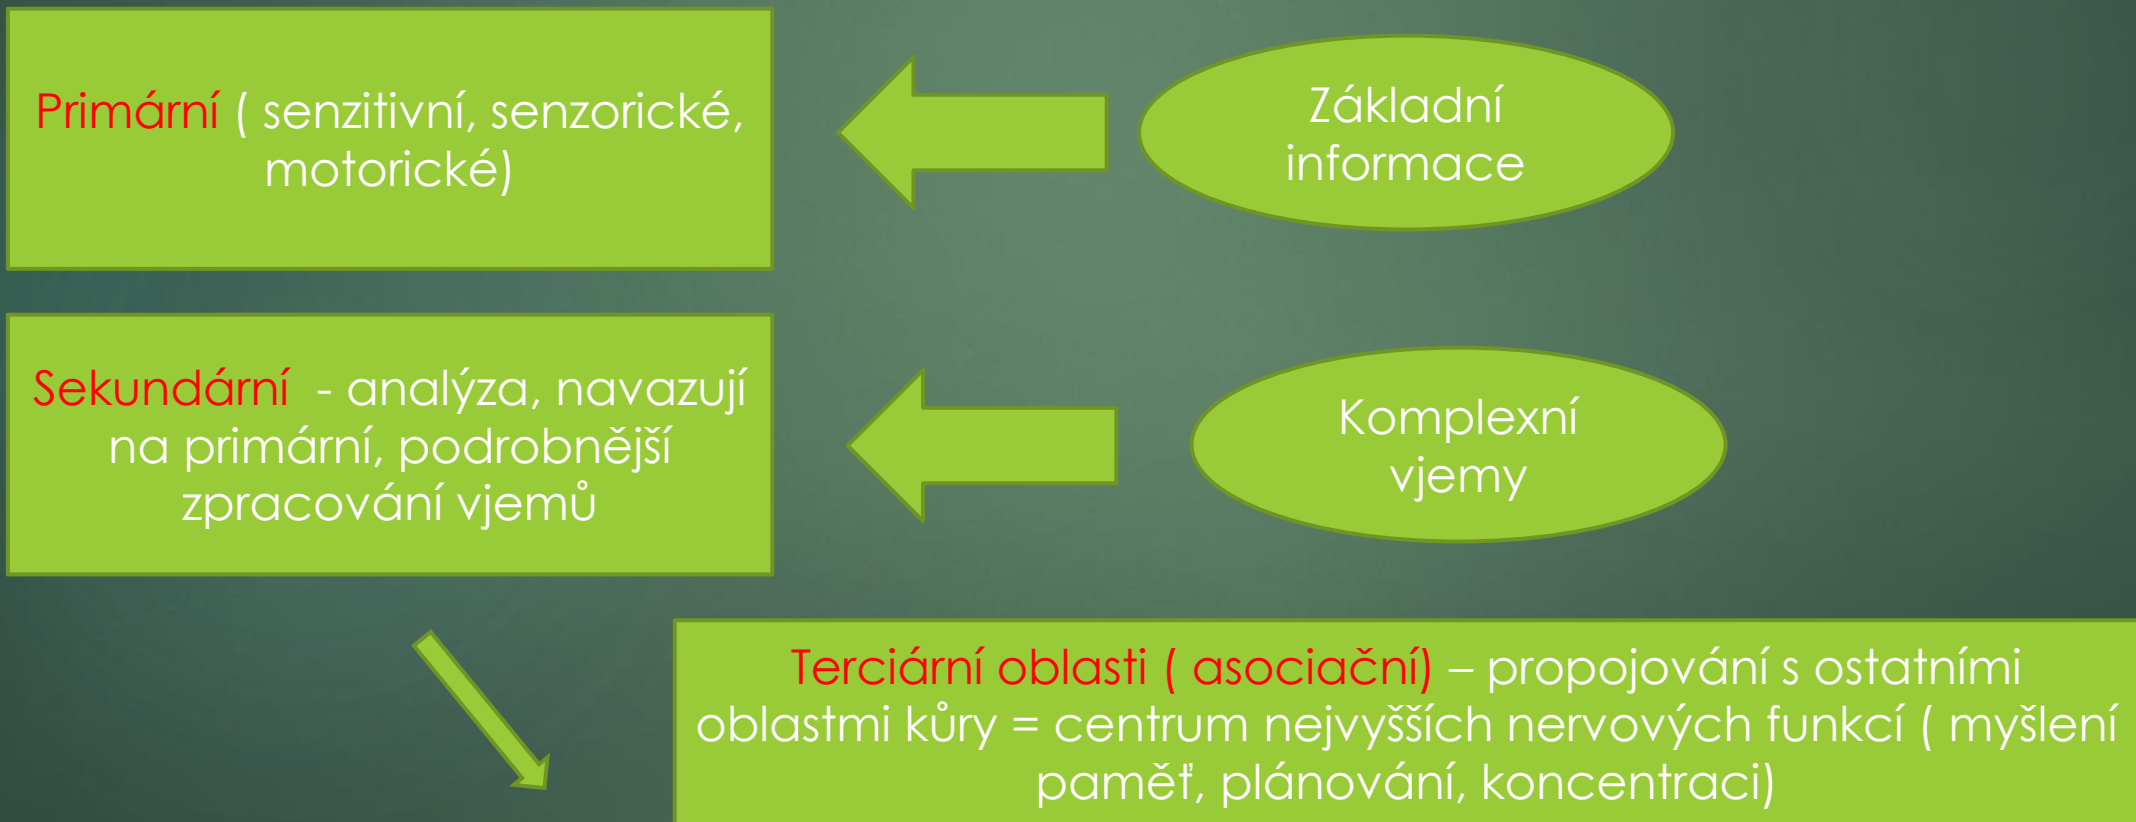 Primární ( senzitivní, senzorické,
motorické)
Základní
informace
Sekundární - analýza, navazují
na primární, podrobnější
zpracování vjemů
Komplexní
vjemy
Terciární oblasti ( asociační) – propojování s ostatními
oblastmi kůry = centrum nejvyšších nervových funkcí ( myšlení
paměť, plánování, koncentraci)